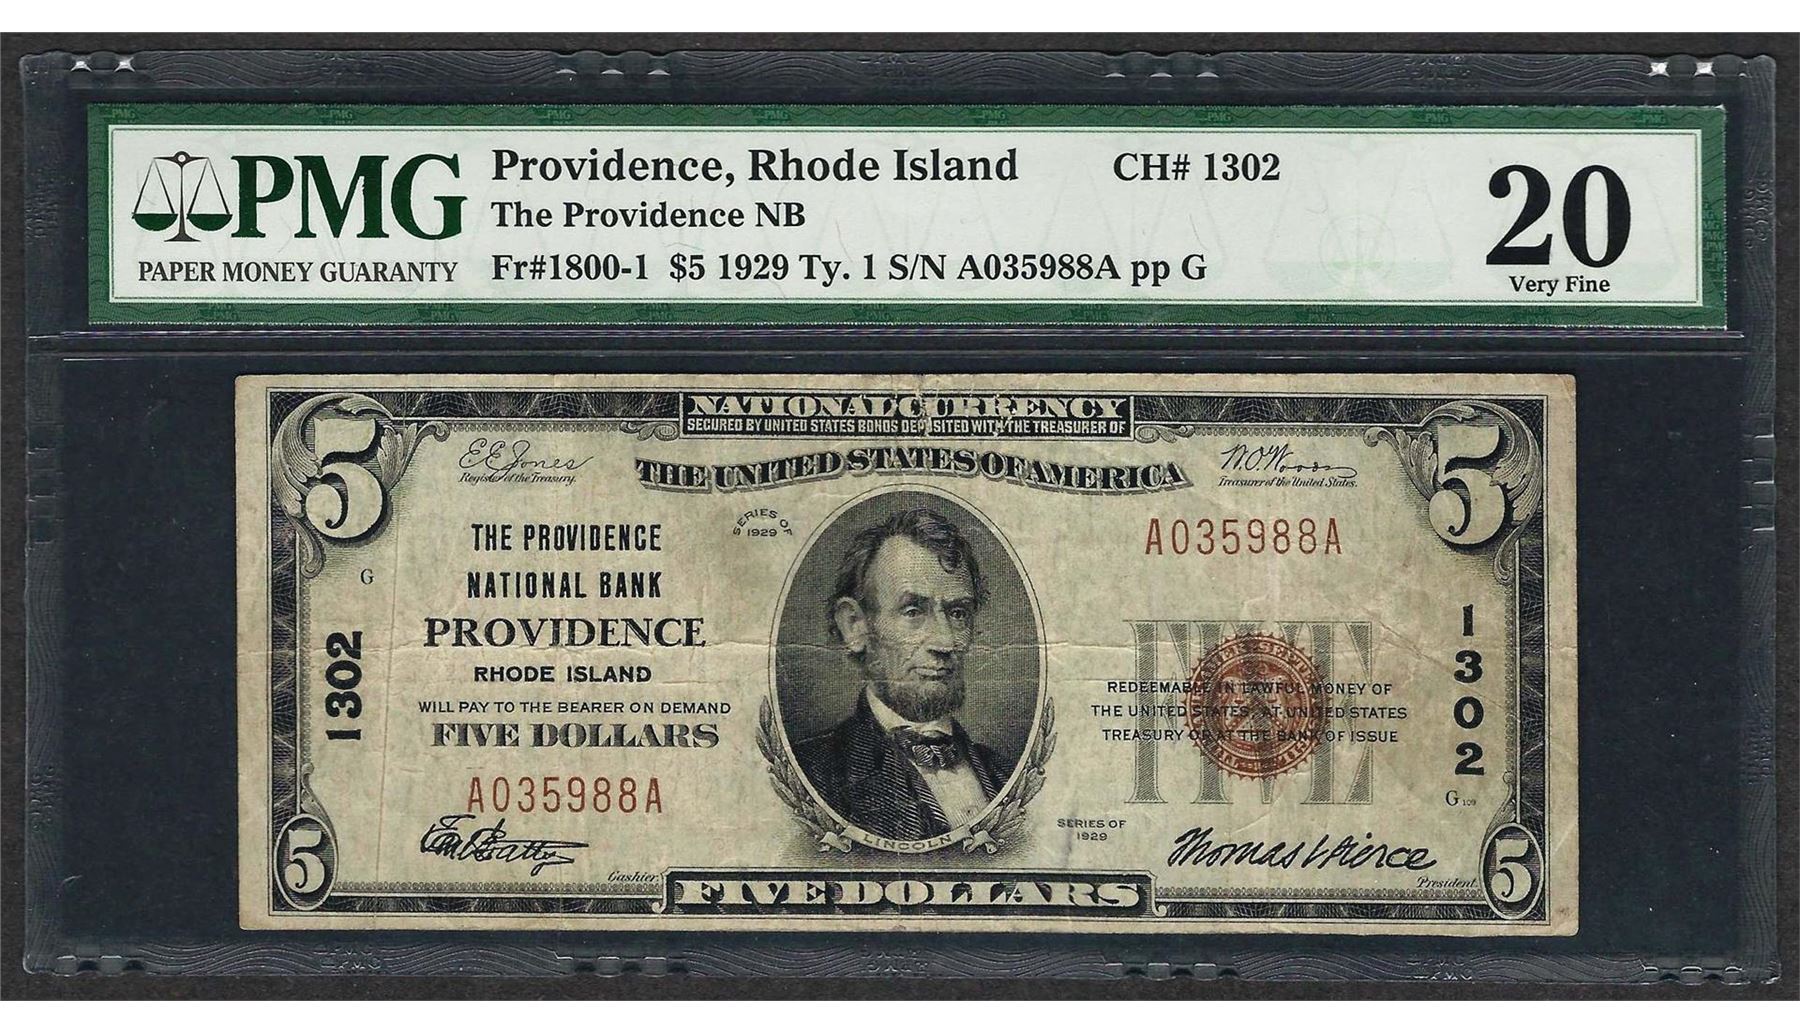 PMG
PAPER MONEY GUARANTY
Providence, Rhode Island CH# 1302
The Providence NB
Fr#1800-1 $5 1929 Ty. 1 S/N A035988A pp G
20
Very Fine
NATIONAL CURRENCY
SECURED BY UNITED STATES BONDS DEPOSITED WITH THE TREASURER OF
THE UNITED STATES OF AMERICA
5
5
E E Jones
Register of the Treasury.
W. O. Woods
Treasurer of the United States.
SERIES OF
1929
THE PROVIDENCE
NATIONAL BANK
PROVIDENCE
RHODE ISLAND
WILL PAY TO THE BEARER ON DEMAND
FIVE DOLLARS
G
1302
A035988A
A035988A
FIVE
REDEEMABLE IN LAWFUL MONEY OF
THE UNITED STATES, AT UNITED STATES
TREASURY OR AT THE BANK OF ISSUE
1302
G 109
LINCOLN
SERIES OF
1929
Cashier.
Thomas L Pierce
President.
5
FIVE DOLLARS
5